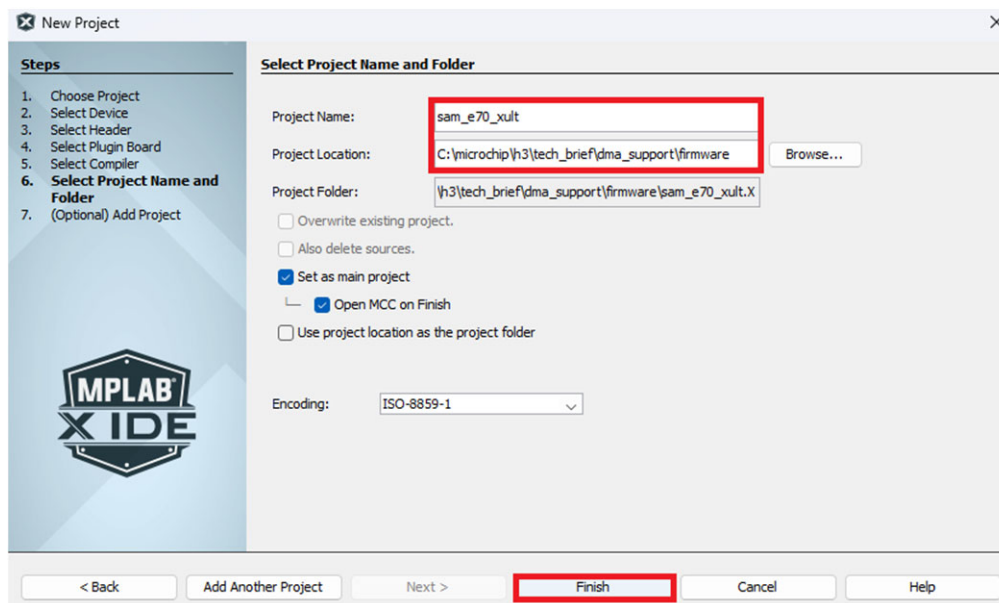 New Project
Steps
1. Choose Project
2. Select Device
3. Select Header
4. Select Plugin Board
5. Select Compiler
6. Select Project Name and
Folder
7. (Optional) Add Project
MPLAB
X IDE
Select Project Name and Folder
Project Name: sam_e70_xult
Project Location: C:\microchip\h3\tech_brief\dma_support\firmware Browse...
Project Folder: \h3\tech_brief\dma_support\firmware\sam_e70_xult.X
Overwrite existing project.
Also delete sources.
Set as main project
Open MCC on Finish
Use project location as the project folder
Encoding: ISO-8859-1
< Back Add Another Project Next > Finish Cancel Help